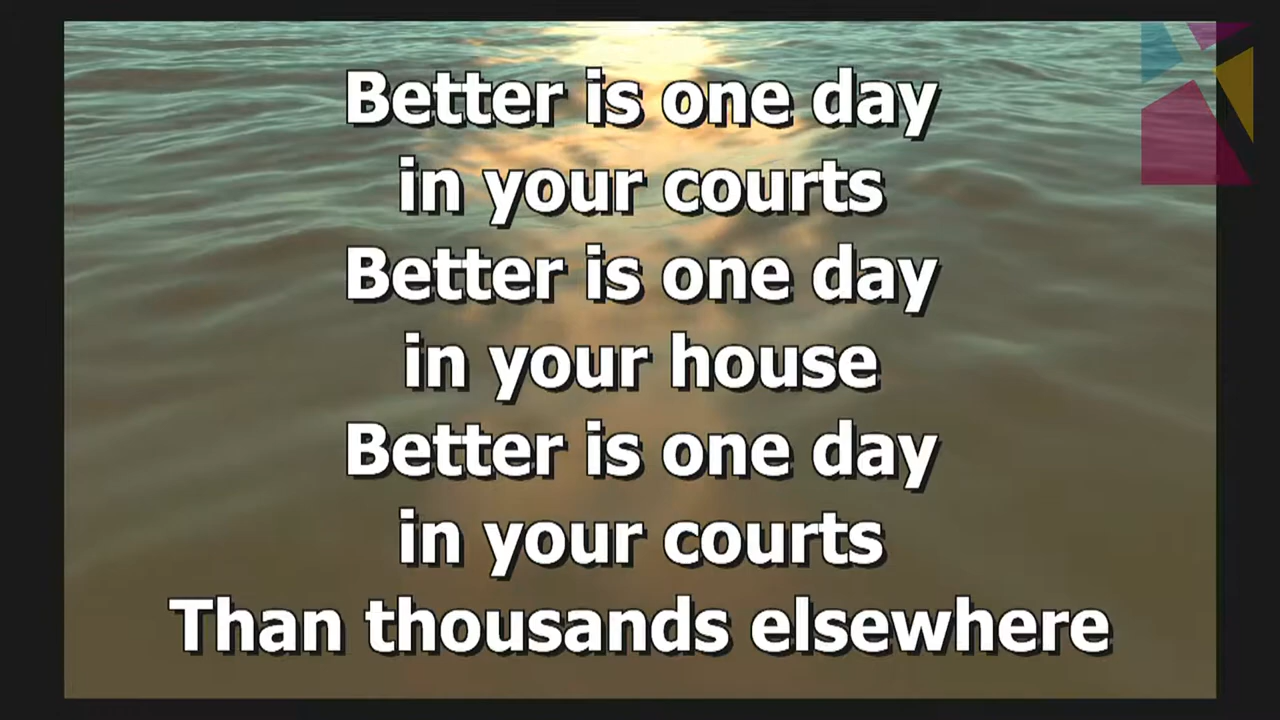 Better is one day
in your courts
Better is one day
in your house
Better is one day
in your courts
Than thousands elsewhere